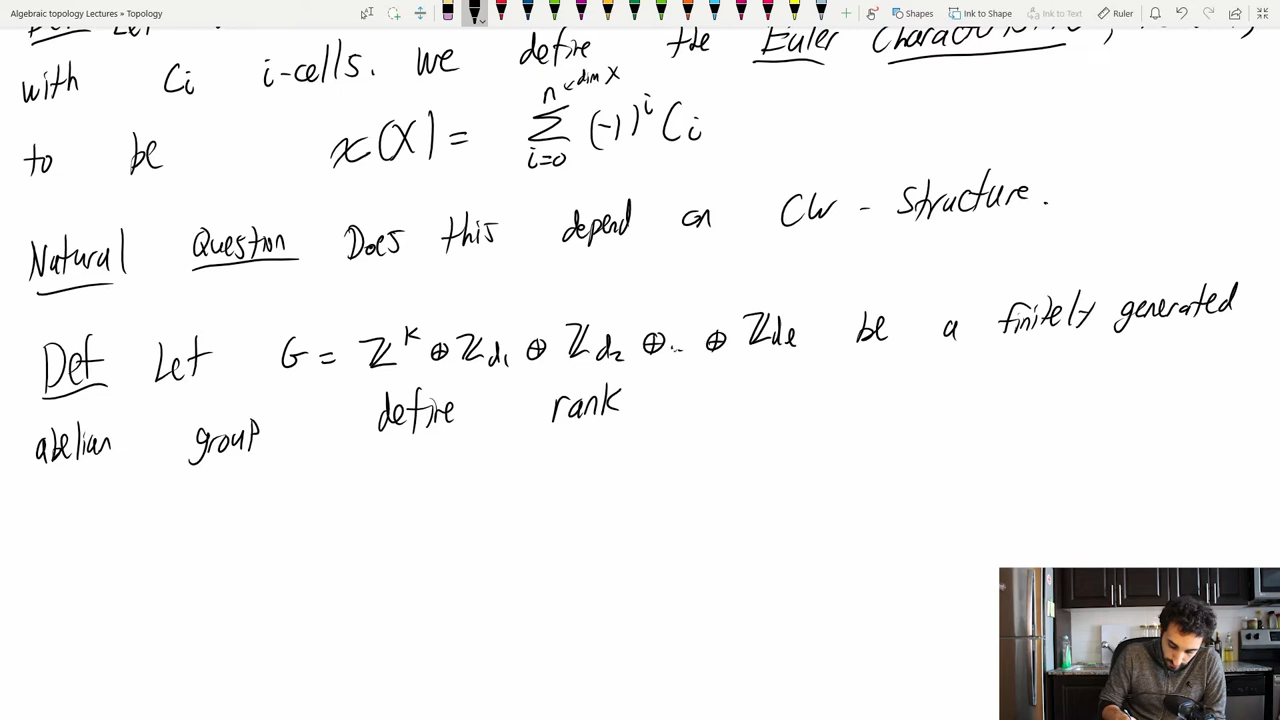 Algebraic topology Lectures » Topology
Shapes Ink to Shape Ink to Text Ruler
Let
with Ci i-cells. We define the Euler Characteristic,
n ← dim X
to be χ(X) = Σ (-1)^i Ci
i=0
Natural Question Does this depend on CW - Structure.
Def Let G = ℤ^k ⊕ ℤ_d1 ⊕ ℤ_d2 ⊕ ... ⊕ ℤ_dl be a finitely generated
abelian group define rank